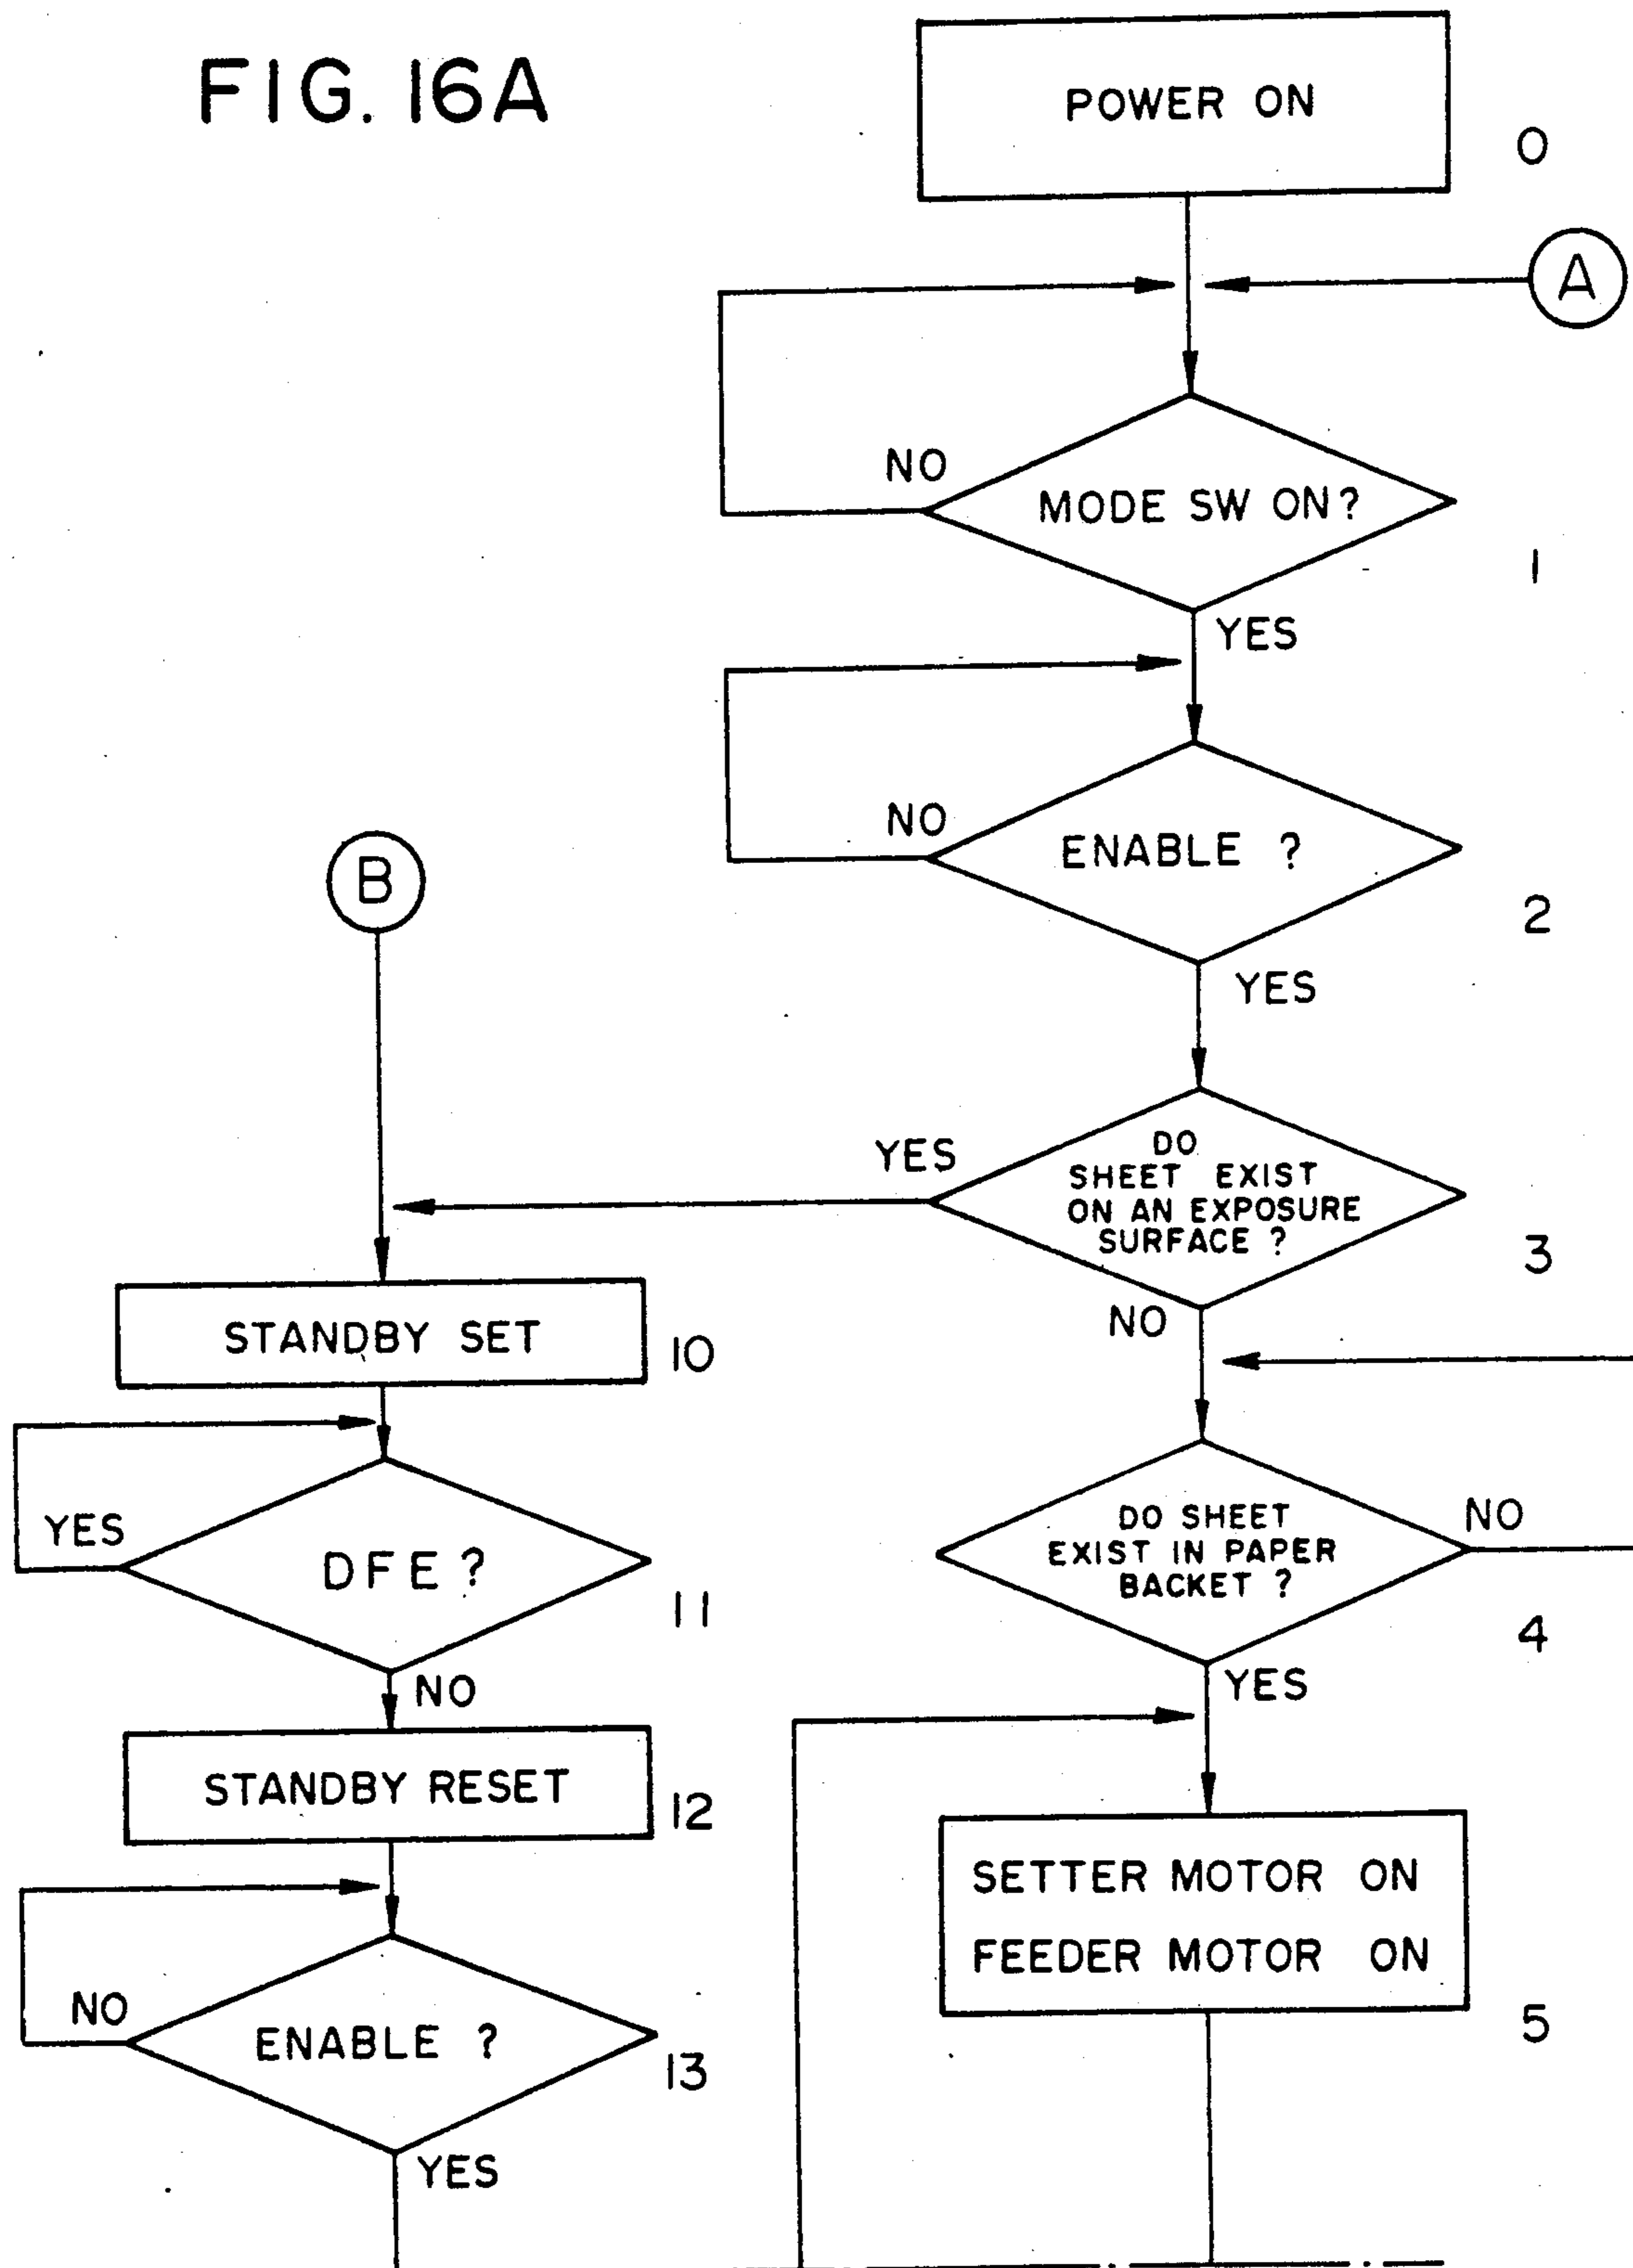 FIG. 16A
POWER ON
0
A
NO
MODE SW ON?
1
YES
NO
ENABLE ?
2
YES
B
YES
DO
SHEET EXIST
ON AN EXPOSURE
SURFACE ?
3
NO
STANDBY SET
10
YES
DFE ?
11
NO
DO SHEET
EXIST IN PAPER
BACKET ?
NO
4
YES
STANDBY RESET
12
SETTER MOTOR ON
FEEDER MOTOR ON
5
NO
ENABLE ?
13
YES